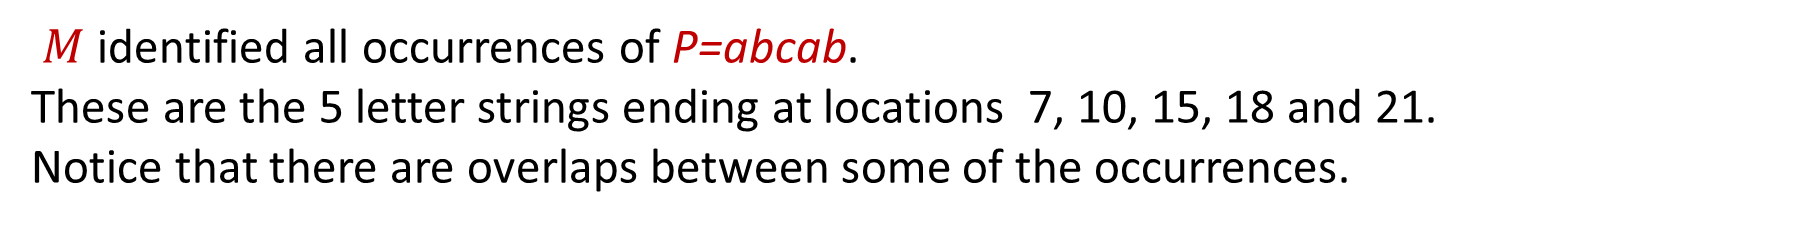 M identified all occurrences of P=abcab.
These are the 5 letter strings ending at locations 7, 10, 15, 18 and 21.
Notice that there are overlaps between some of the occurrences.